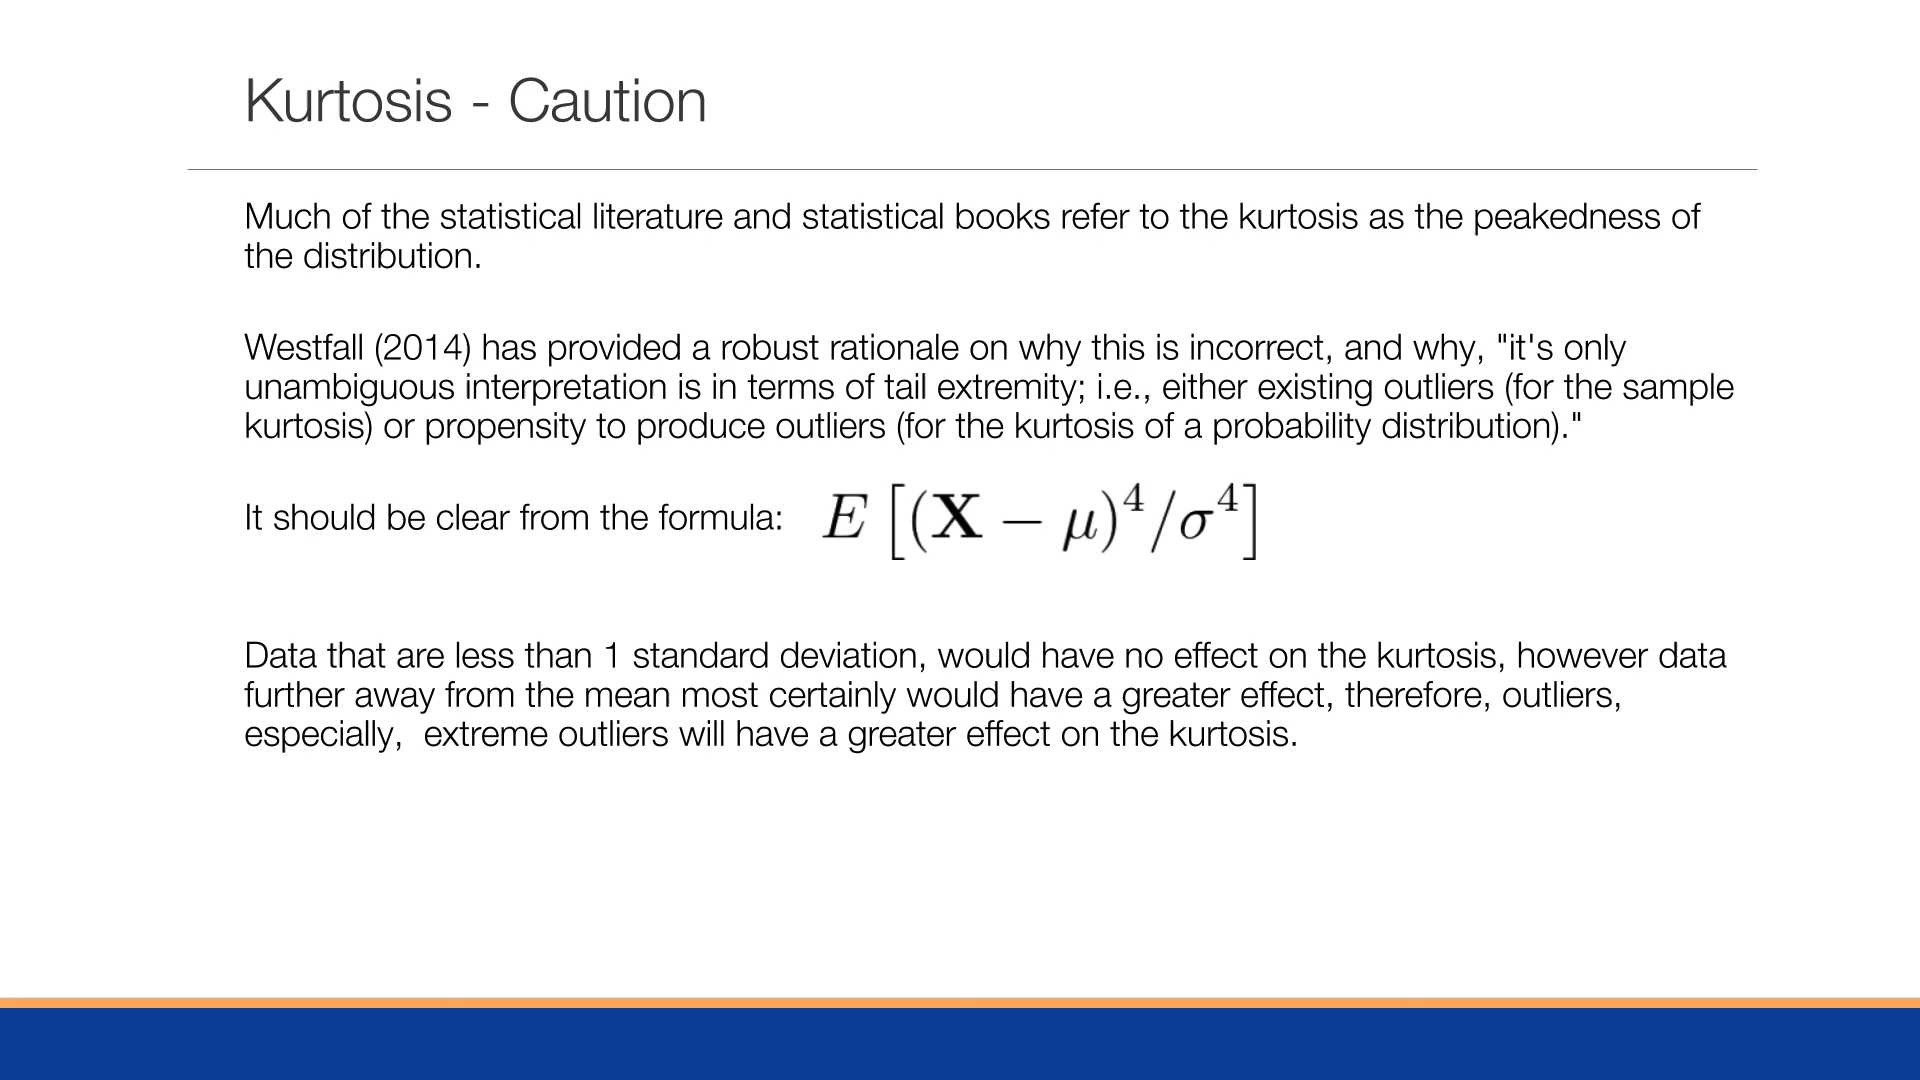 Kurtosis - Caution
Much of the statistical literature and statistical books refer to the kurtosis as the peakedness of
the distribution.
Westfall (2014) has provided a robust rationale on why this is incorrect, and why, "it's only
unambiguous interpretation is in terms of tail extremity; i.e., either existing outliers (for the sample
kurtosis) or propensity to produce outliers (for the kurtosis of a probability distribution)."
It should be clear from the formula: E [(X − μ)⁴/σ⁴]
Data that are less than 1 standard deviation, would have no effect on the kurtosis, however data
further away from the mean most certainly would have a greater effect, therefore, outliers,
especially,  extreme outliers will have a greater effect on the kurtosis.